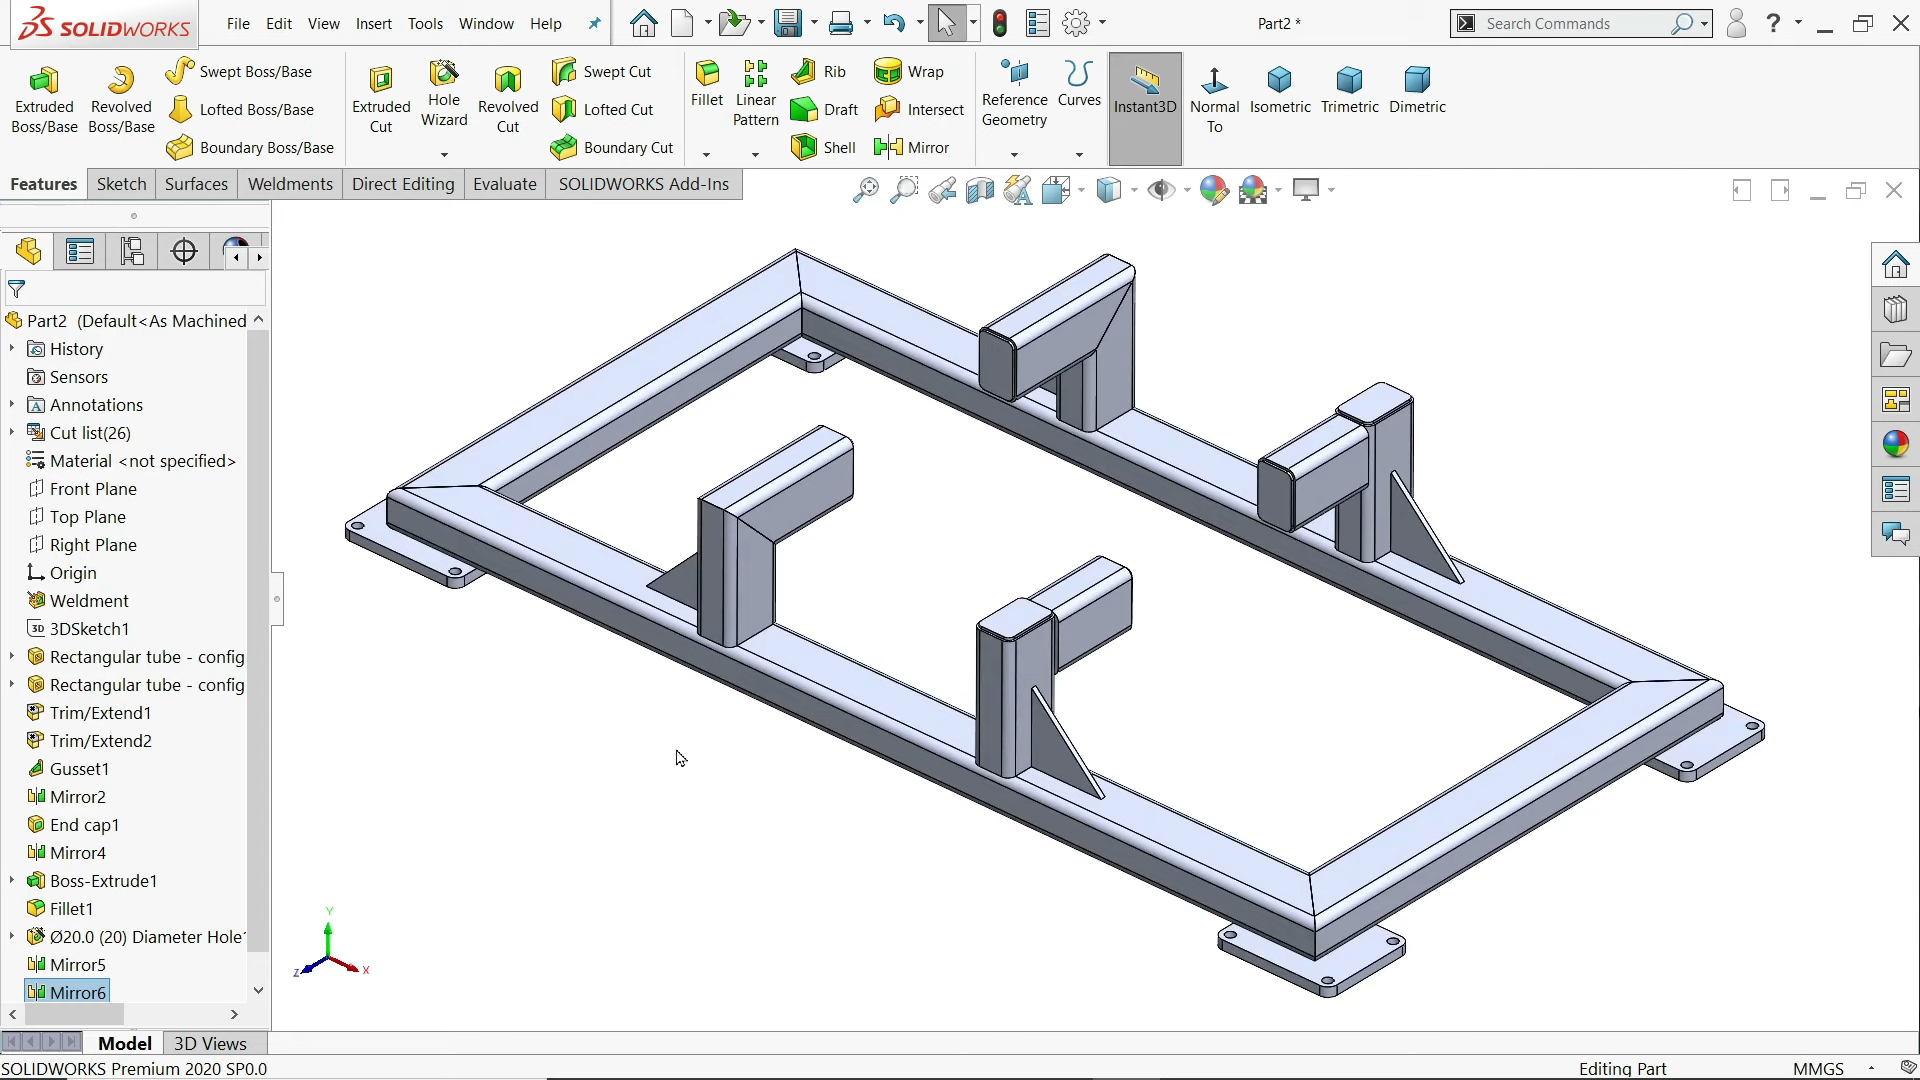 SOLIDWORKS
File Edit View Insert Tools Window Help
Part2 *
Search Commands
?
Extruded Boss/Base
Revolved Boss/Base
Swept Boss/Base
Lofted Boss/Base
Boundary Boss/Base
Extruded Cut
Hole Wizard
Revolved Cut
Swept Cut
Lofted Cut
Boundary Cut
Fillet
Linear Pattern
Rib
Draft
Shell
Wrap
Intersect
Mirror
Reference Geometry
Curves
Instant3D
Normal To
Isometric
Trimetric
Dimetric
Features Sketch Surfaces Weldments Direct Editing Evaluate SOLIDWORKS Add-Ins
Part2 (Default<As Machined
History
Sensors
Annotations
Cut list(26)
Material <not specified>
Front Plane
Top Plane
Right Plane
Origin
Weldment
3D 3DSketch1
Rectangular tube - config
Rectangular tube - config
Trim/Extend1
Trim/Extend2
Gusset1
Mirror2
End cap1
Mirror4
Boss-Extrude1
Fillet1
Ø20.0 (20) Diameter Hole
Mirror5
Mirror6
Y
Z
X
Model 3D Views
SOLIDWORKS Premium 2020 SP0.0
Editing Part
MMGS